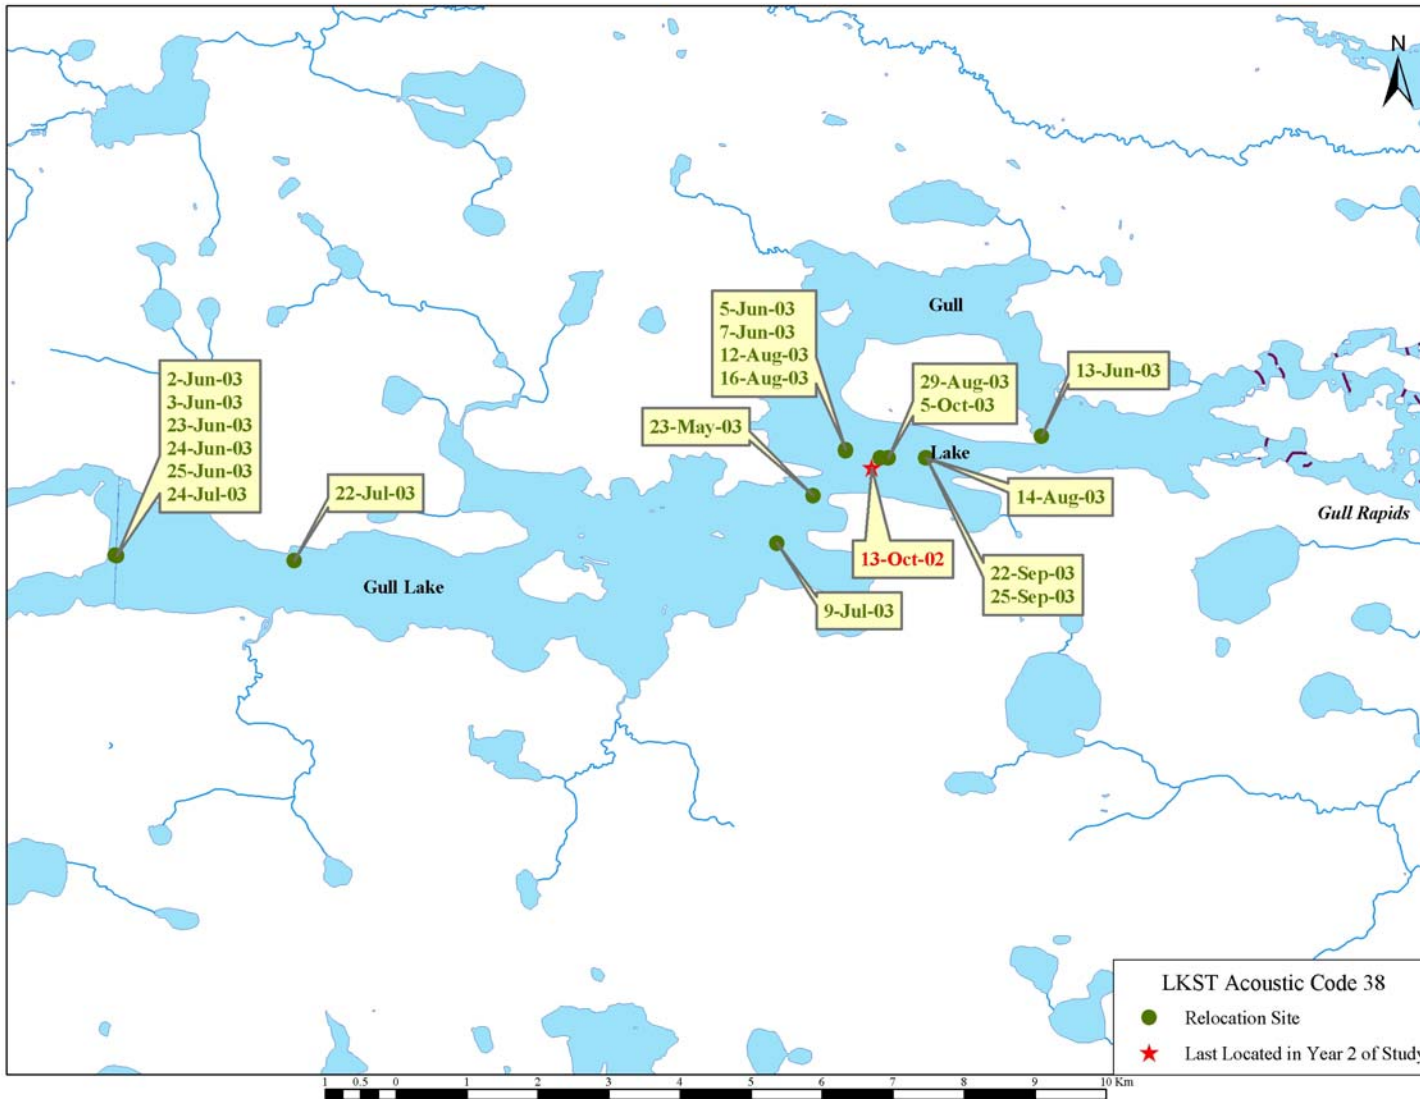 N
Gull
5-Jun-03
7-Jun-03
12-Aug-03
16-Aug-03
2-Jun-03
3-Jun-03
23-Jun-03
24-Jun-03
25-Jun-03
24-Jul-03
29-Aug-03
5-Oct-03
13-Jun-03
23-May-03
Lake
22-Jul-03
14-Aug-03
Gull Rapids
13-Oct-02
22-Sep-03
25-Sep-03
Gull Lake
9-Jul-03
LKST Acoustic Code 38
Relocation Site
Last Located in Year 2 of Study
1 0.5 0 1 2 3 4 5 6 7 8 9 10 Km